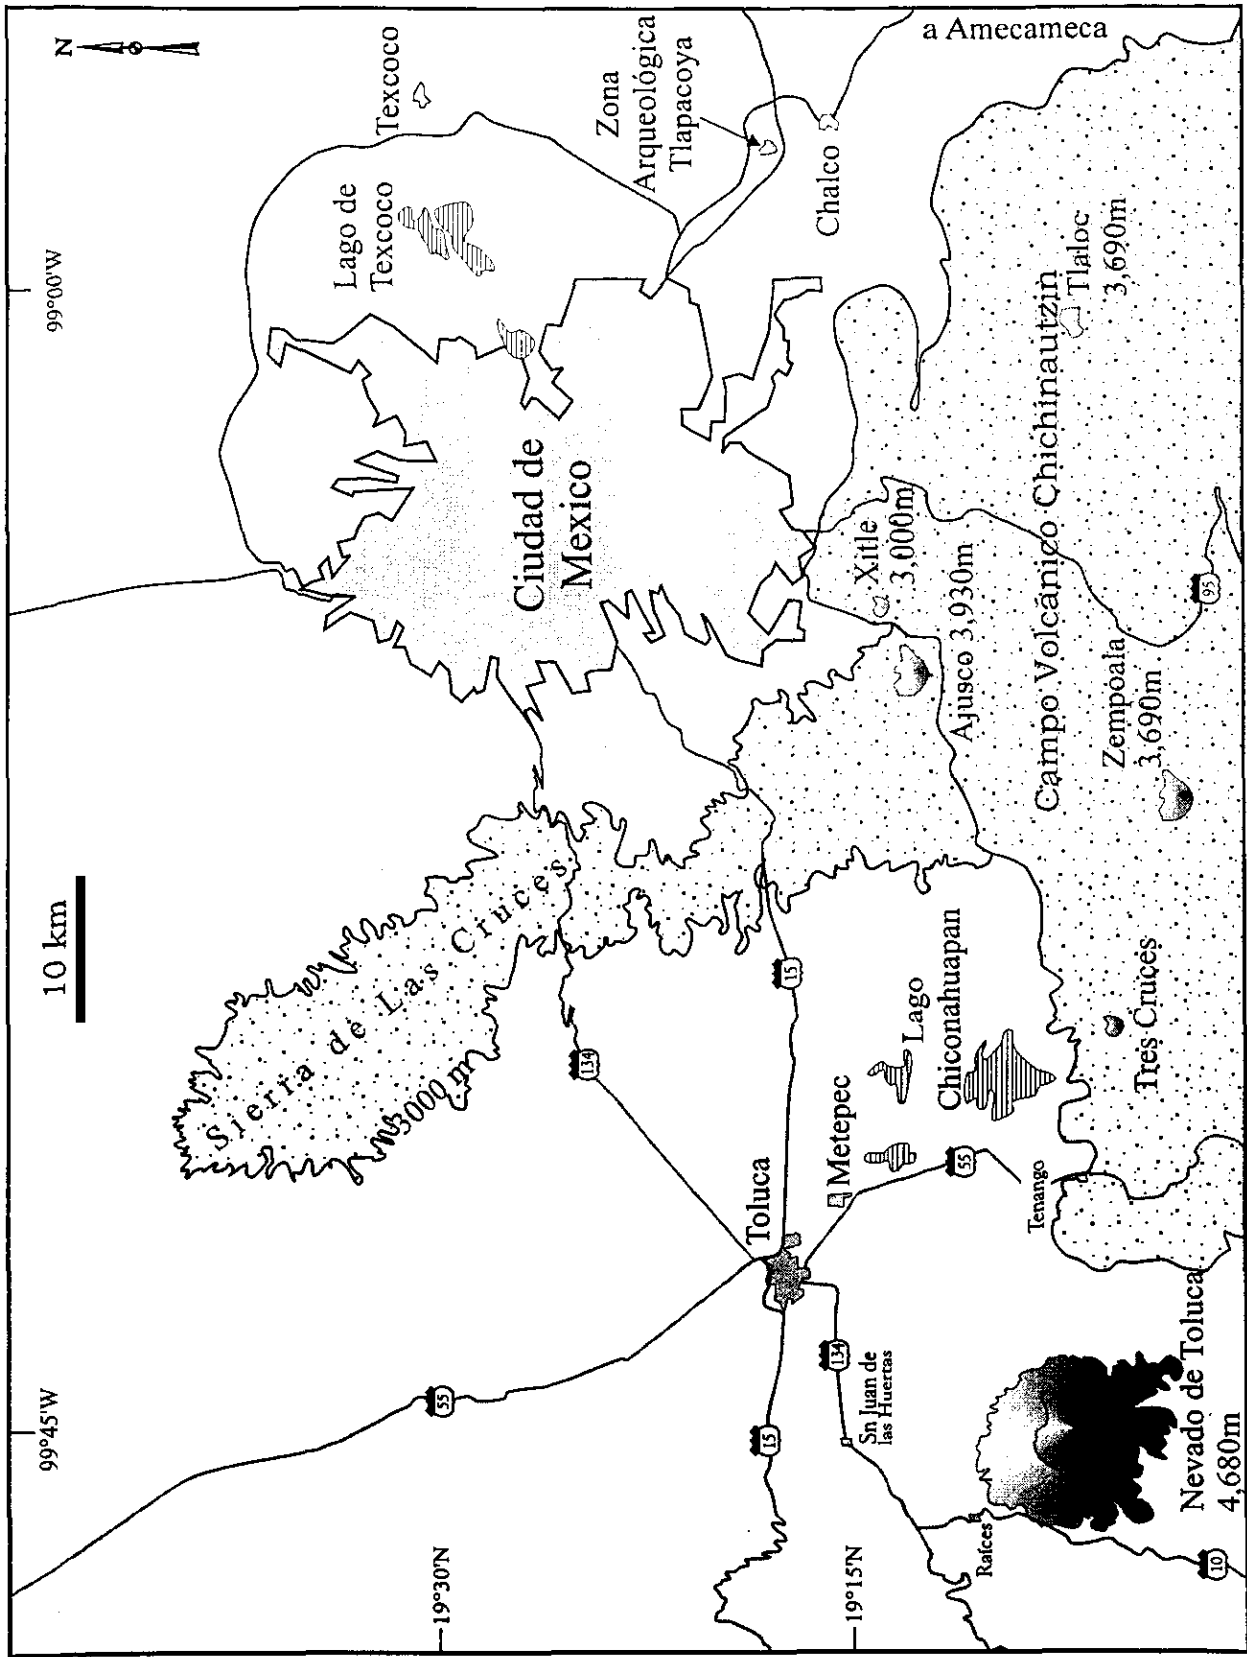 N
10 km
99°45'W
99°00'W
Texcoco
Lago de
Texcoco
Zona
Arqueológica
Tlapacoya
a Amecameca
Chalco
Ciudad de
Mexico
Sierra de Las Cruces
3000 m
19°30'N
19°15'N
55
134
15
15
134
55
10
95
Toluca
Metepec
Lago
Chiconahuapan
Tenango
Tres Cruces
Sn Juan de
las Huertas
Raíces
Nevado de Toluca
4,680m
Xitle
3,000m
Ajusco 3,930m
Campo Volcánico Chichinautzin
Zempoala
3,690m
Tlaloc
3,690m